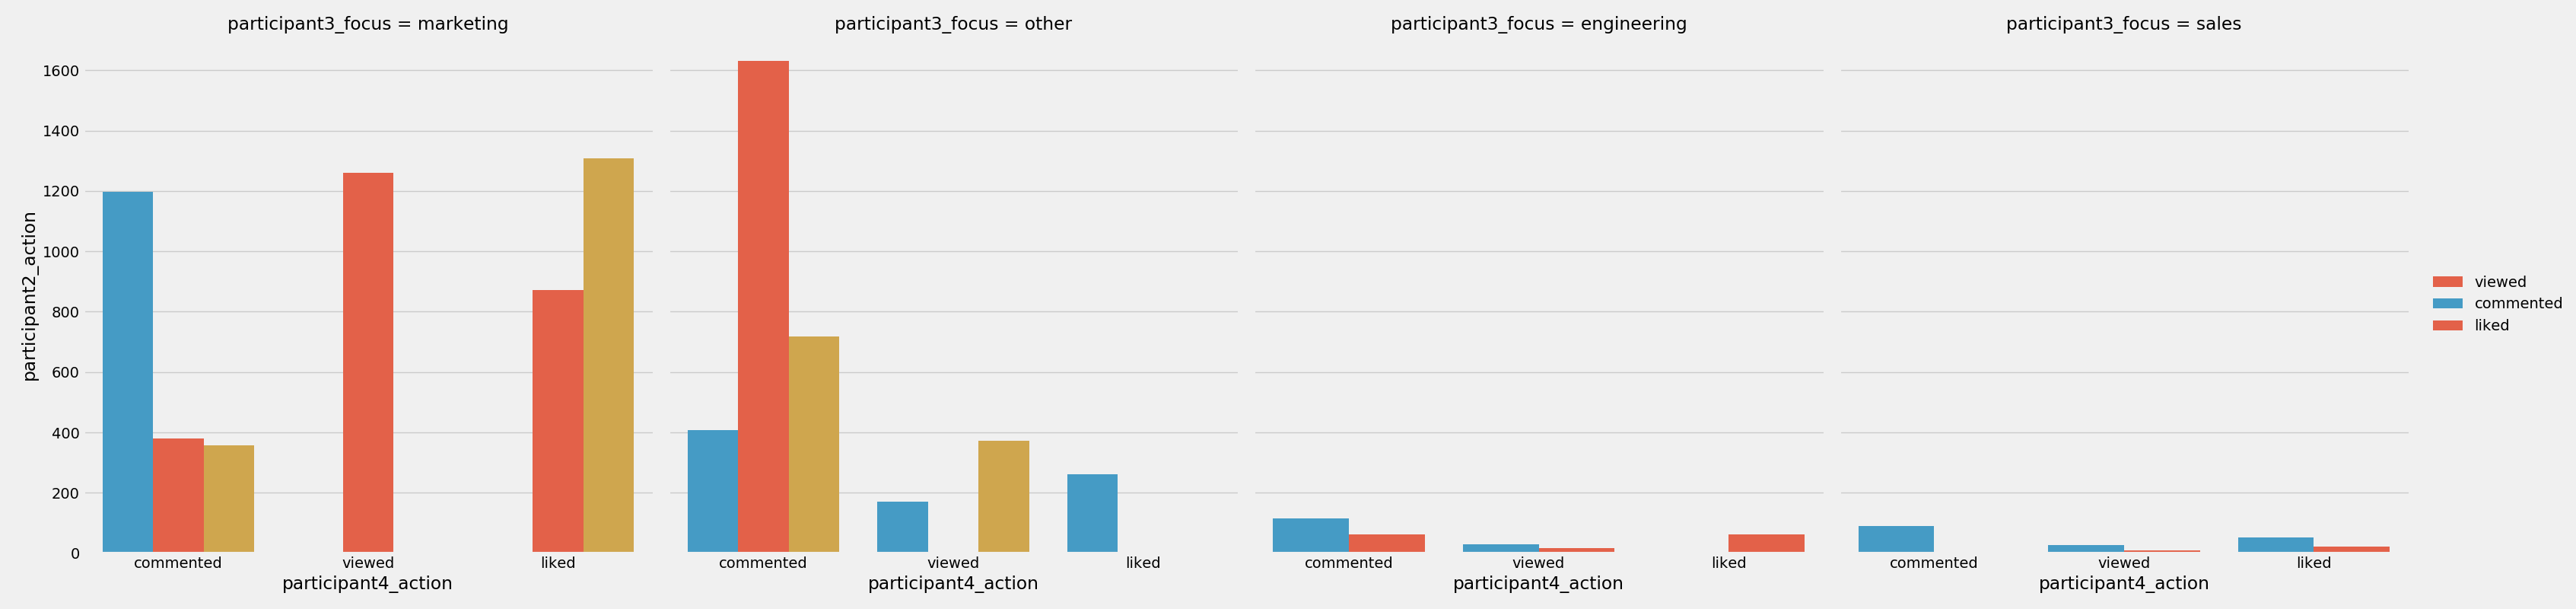 participant3_focus = marketing
participant3_focus = other
participant3_focus = engineering
participant3_focus = sales
participant2_action
1600
1400
1200
1000
800
600
400
200
0
commented viewed liked
commented viewed liked
commented viewed liked
commented viewed liked
participant4_action
participant4_action
participant4_action
participant4_action
viewed
commented
liked